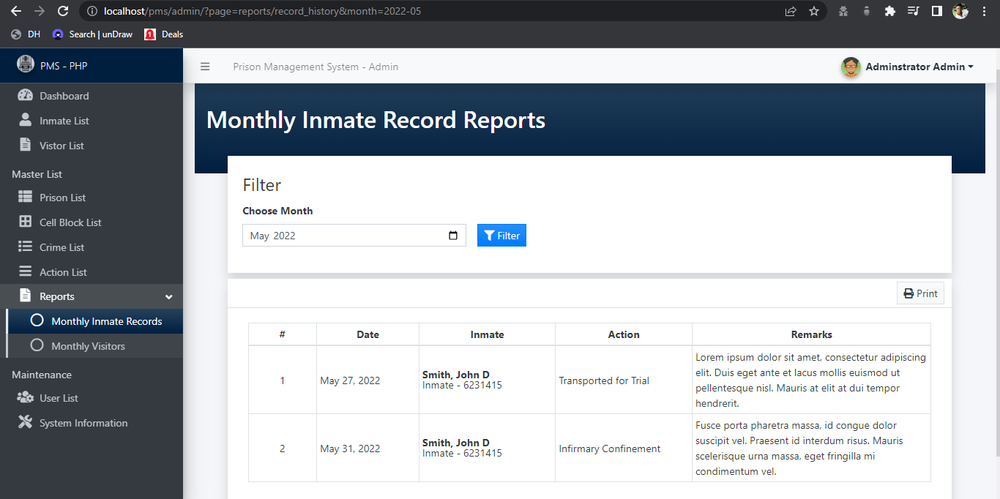 localhost/pms/admin/?page=reports/record_history&month=2022-05
DH
Search | unDraw
1
Deals
PMS - PHP
Prison Management System - Admin
Adminstrator Admin
Dashboard
Inmate List
Vistor List
Master List
Prison List
Cell Block List
Crime List
Action List
Reports
Monthly Inmate Records
Monthly Visitors
Maintenance
User List
System Information
Monthly Inmate Record Reports
Filter
Choose Month
May 2022
Filter
Print
# Date Inmate Action Remarks
1 May 27, 2022 Smith, John D
Inmate - 6231415
Transported for Trial
Lorem ipsum dolor sit amet, consectetur adipiscing
elit. Duis eget ante et lacus mollis euismod ut
pellentesque nisl. Mauris at elit at dui tempor
hendrerit.
2 May 31, 2022 Smith, John D
Inmate - 6231415
Infirmary Confinement
Fusce porta pharetra massa, id congue dolor
suscipit vel. Praesent id interdum risus. Mauris
scelerisque urna massa, eget fringilla mi
condimentum vel.